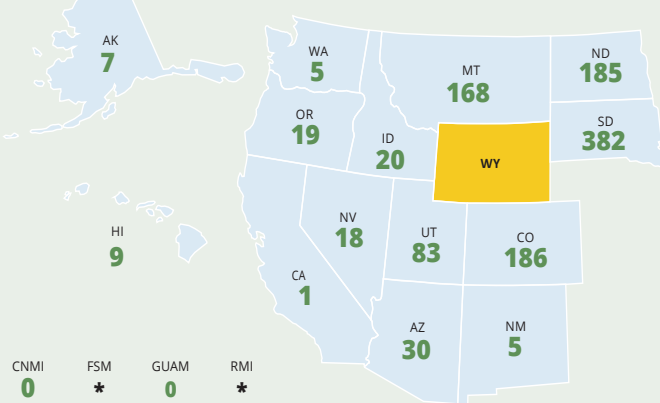 AK
7
WA
5
MT
168
ND
185
OR
19
ID
20
WY
SD
382
HI
9
NV
18
UT
83
CO
186
CA
1
AZ
30
NM
5
CNMI
0
FSM
*
GUAM
0
RMI
*